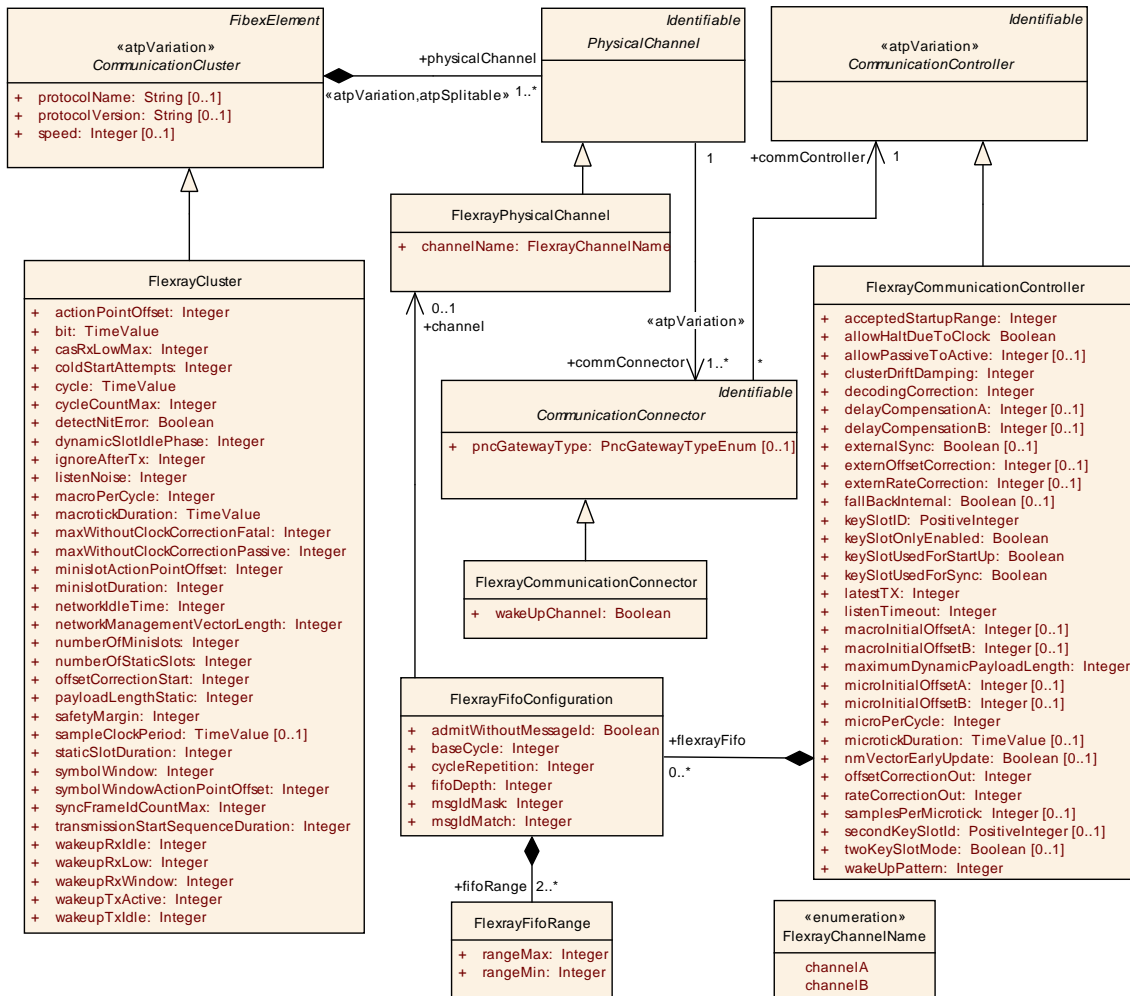 FibexElement
«atpVariation»
CommunicationCluster
+ protocolName: String [0..1]
+ protocolVersion: String [0..1]
+ speed: Integer [0..1]
+physicalChannel
«atpVariation,atpSplitable» 1..*
Identifiable
PhysicalChannel
Identifiable
«atpVariation»
CommunicationController
+commController 1
1
FlexrayPhysicalChannel
+ channelName: FlexrayChannelName
0..1
+channel
«atpVariation»
+commConnector 1..*
*
FlexrayCluster
+ actionPointOffset: Integer
+ bit: TimeValue
+ casRxLowMax: Integer
+ coldStartAttempts: Integer
+ cycle: TimeValue
+ cycleCountMax: Integer
+ detectNitError: Boolean
+ dynamicSlotIdlePhase: Integer
+ ignoreAfterTx: Integer
+ listenNoise: Integer
+ macroPerCycle: Integer
+ macrotickDuration: TimeValue
+ maxWithoutClockCorrectionFatal: Integer
+ maxWithoutClockCorrectionPassive: Integer
+ minislotActionPointOffset: Integer
+ minislotDuration: Integer
+ networkIdleTime: Integer
+ networkManagementVectorLength: Integer
+ numberOfMinislots: Integer
+ numberOfStaticSlots: Integer
+ offsetCorrectionStart: Integer
+ payloadLengthStatic: Integer
+ safetyMargin: Integer
+ sampleClockPeriod: TimeValue [0..1]
+ staticSlotDuration: Integer
+ symbolWindow: Integer
+ symbolWindowActionPointOffset: Integer
+ syncFrameIdCountMax: Integer
+ transmissionStartSequenceDuration: Integer
+ wakeupRxIdle: Integer
+ wakeupRxLow: Integer
+ wakeupRxWindow: Integer
+ wakeupTxActive: Integer
+ wakeupTxIdle: Integer
Identifiable
CommunicationConnector
+ pncGatewayType: PncGatewayTypeEnum [0..1]
FlexrayCommunicationConnector
+ wakeUpChannel: Boolean
FlexrayFifoConfiguration
+ admitWithoutMessageId: Boolean
+ baseCycle: Integer
+ cycleRepetition: Integer
+ fifoDepth: Integer
+ msgIdMask: Integer
+ msgIdMatch: Integer
+flexrayFifo
0..*
+fifoRange 2..*
FlexrayFifoRange
+ rangeMax: Integer
+ rangeMin: Integer
FlexrayCommunicationController
+ acceptedStartupRange: Integer
+ allowHaltDueToClock: Boolean
+ allowPassiveToActive: Integer [0..1]
+ clusterDriftDamping: Integer
+ decodingCorrection: Integer
+ delayCompensationA: Integer [0..1]
+ delayCompensationB: Integer [0..1]
+ externalSync: Boolean [0..1]
+ externOffsetCorrection: Integer [0..1]
+ externRateCorrection: Integer [0..1]
+ fallBackInternal: Boolean [0..1]
+ keySlotID: PositiveInteger
+ keySlotOnlyEnabled: Boolean
+ keySlotUsedForStartUp: Boolean
+ keySlotUsedForSync: Boolean
+ latestTX: Integer
+ listenTimeout: Integer
+ macroInitialOffsetA: Integer [0..1]
+ macroInitialOffsetB: Integer [0..1]
+ maximumDynamicPayloadLength: Integer
+ microInitialOffsetA: Integer [0..1]
+ microInitialOffsetB: Integer [0..1]
+ microPerCycle: Integer
+ microtickDuration: TimeValue [0..1]
+ nmVectorEarlyUpdate: Boolean [0..1]
+ offsetCorrectionOut: Integer
+ rateCorrectionOut: Integer
+ samplesPerMicrotick: Integer [0..1]
+ secondKeySlotId: PositiveInteger [0..1]
+ twoKeySlotMode: Boolean [0..1]
+ wakeUpPattern: Integer
«enumeration»
FlexrayChannelName
channelA
channelB